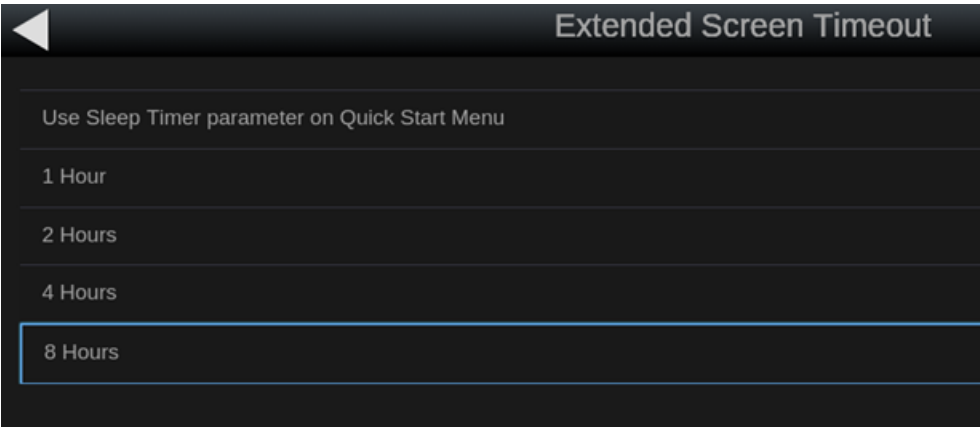 Extended Screen Timeout
Use Sleep Timer parameter on Quick Start Menu
1 Hour
2 Hours
4 Hours
8 Hours